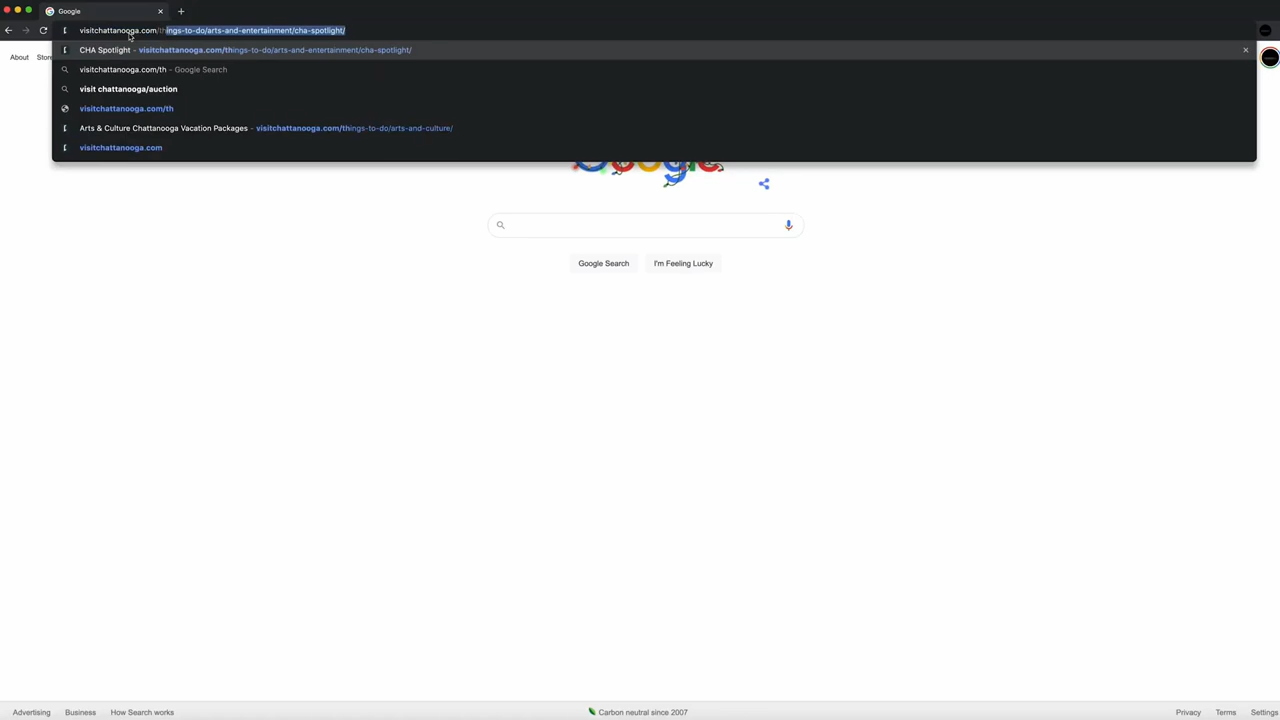 Google
visitchattanooga.com/things-to-do/arts-and-entertainment/cha-spotlight/
CHA Spotlight - visitchattanooga.com/things-to-do/arts-and-entertainment/cha-spotlight/
About Store
visitchattanooga.com/th - Google Search
visit chattanooga/auction
visitchattanooga.com/th
Arts & Culture Chattanooga Vacation Packages - visitchattanooga.com/things-to-do/arts-and-culture/
visitchattanooga.com
Google
Google Search I'm Feeling Lucky
Advertising Business How Search works Carbon neutral since 2007 Privacy Terms Settings